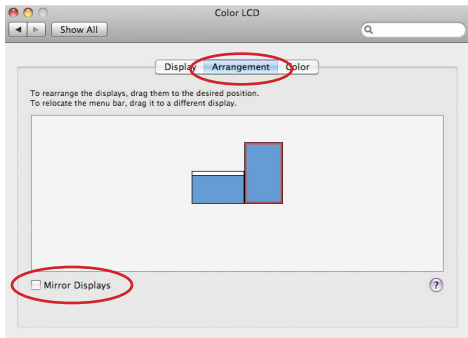 Color LCD
Show All
Display Arrangement Color
To rearrange the displays, drag them to the desired position.
To relocate the menu bar, drag it to a different display.
Mirror Displays
?